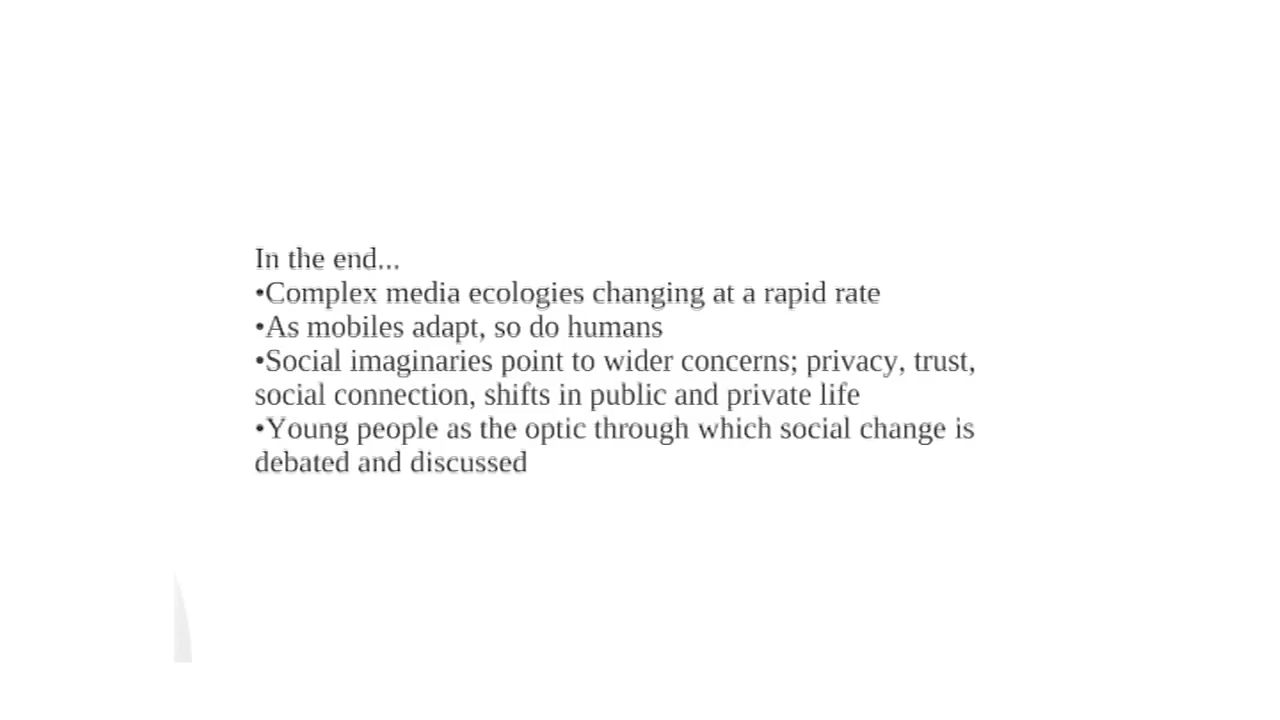 In the end...
•Complex media ecologies changing at a rapid rate
•As mobiles adapt, so do humans
•Social imaginaries point to wider concerns; privacy, trust,
social connection, shifts in public and private life
•Young people as the optic through which social change is
debated and discussed